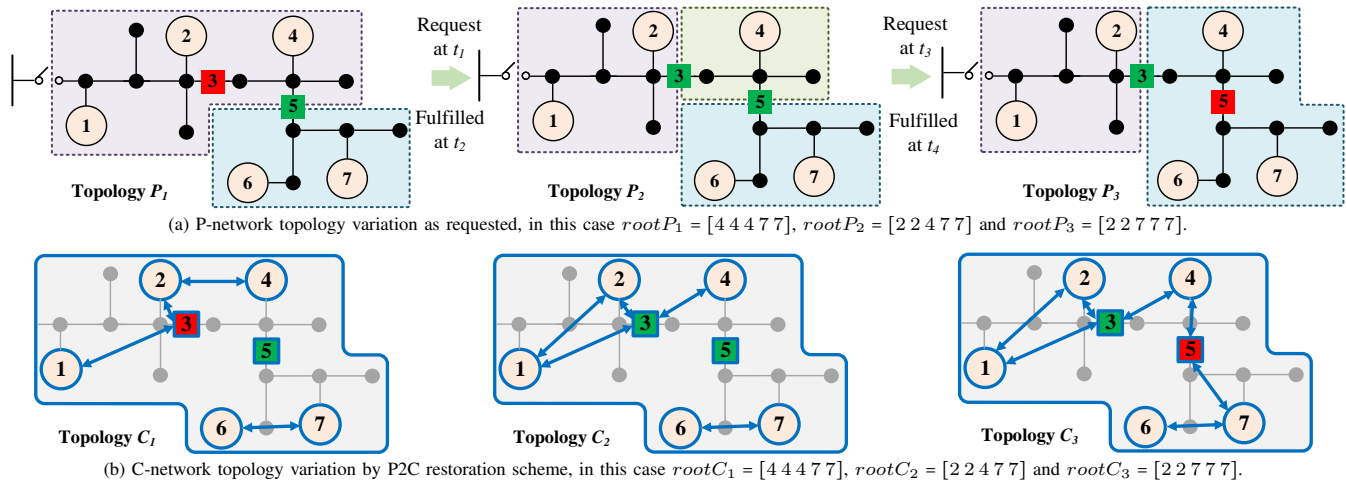 2 4 Request at t1 2 4 Request at t3 2 4
3 3 3
5 5 5
1 Fulfilled at t2 1 Fulfilled at t4 1
6 7 6 7 6 7
Topology P1 Topology P2 Topology P3
(a) P-network topology variation as requested, in this case rootP1 = [4 4 4 7 7], rootP2 = [2 2 4 7 7] and rootP3 = [2 2 7 7 7].
2 4 2 4 2 4
3 3 3
5 5 5
1 1 1
6 7 6 7 6 7
Topology C1 Topology C2 Topology C3
(b) C-network topology variation by P2C restoration scheme, in this case rootC1 = [4 4 4 7 7], rootC2 = [2 2 4 7 7] and rootC3 = [2 2 7 7 7].